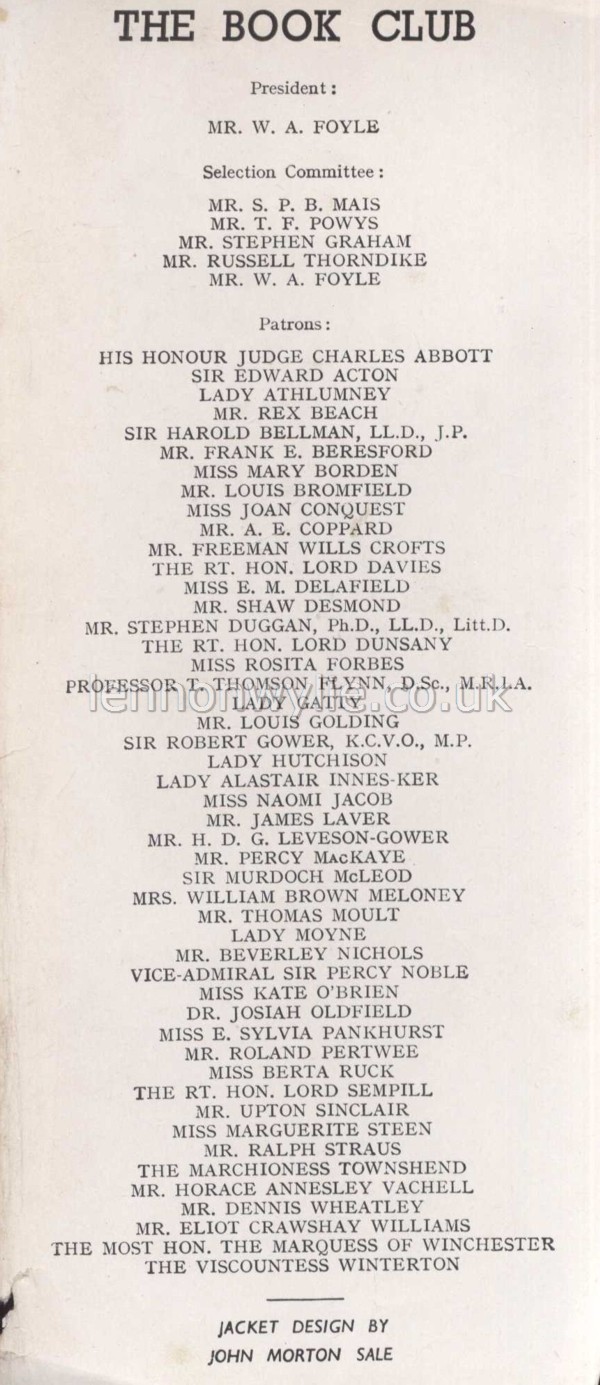 THE BOOK CLUB
President:
MR. W. A. FOYLE
Selection Committee:
MR. S. P. B. MAIS
MR. T. F. POWYS
MR. STEPHEN GRAHAM
MR. RUSSELL THORNDIKE
MR. W. A. FOYLE
Patrons:
HIS HONOUR JUDGE CHARLES ABBOTT
SIR EDWARD ACTON
LADY ATHLUMNEY
MR. REX BEACH
SIR HAROLD BELLMAN, LL.D., J.P.
MR. FRANK E. BERESFORD
MISS MARY BORDEN
MR. LOUIS BROMFIELD
MISS JOAN CONQUEST
MR. A. E. COPPARD
MR. FREEMAN WILLS CROFTS
THE RT. HON. LORD DAVIES
MISS E. M. DELAFIELD
MR. SHAW DESMOND
MR. STEPHEN DUGGAN, Ph.D., LL.D., Litt.D.
THE RT. HON. LORD DUNSANY
MISS ROSITA FORBES
PROFESSOR T. THOMSON FLYNN, D.Sc., M.R.I.A.
lennonwylie.co.uk
LADY GATTY
MR. LOUIS GOLDING
SIR ROBERT GOWER, K.C.V.O., M.P.
LADY HUTCHISON
LADY ALASTAIR INNES-KER
MISS NAOMI JACOB
MR. JAMES LAVER
MR. H. D. G. LEVESON-GOWER
MR. PERCY MacKAYE
SIR MURDOCH McLEOD
MRS. WILLIAM BROWN MELONEY
MR. THOMAS MOULT
LADY MOYNE
MR. BEVERLEY NICHOLS
VICE-ADMIRAL SIR PERCY NOBLE
MISS KATE O'BRIEN
DR. JOSIAH OLDFIELD
MISS E. SYLVIA PANKHURST
MR. ROLAND PERTWEE
MISS BERTA RUCK
THE RT. HON. LORD SEMPILL
MR. UPTON SINCLAIR
MISS MARGUERITE STEEN
MR. RALPH STRAUS
THE MARCHIONESS TOWNSHEND
MR. HORACE ANNESLEY VACHELL
MR. DENNIS WHEATLEY
MR. ELIOT CRAWSHAY WILLIAMS
THE MOST HON. THE MARQUESS OF WINCHESTER
THE VISCOUNTESS WINTERTON
JACKET DESIGN BY
JOHN MORTON SALE